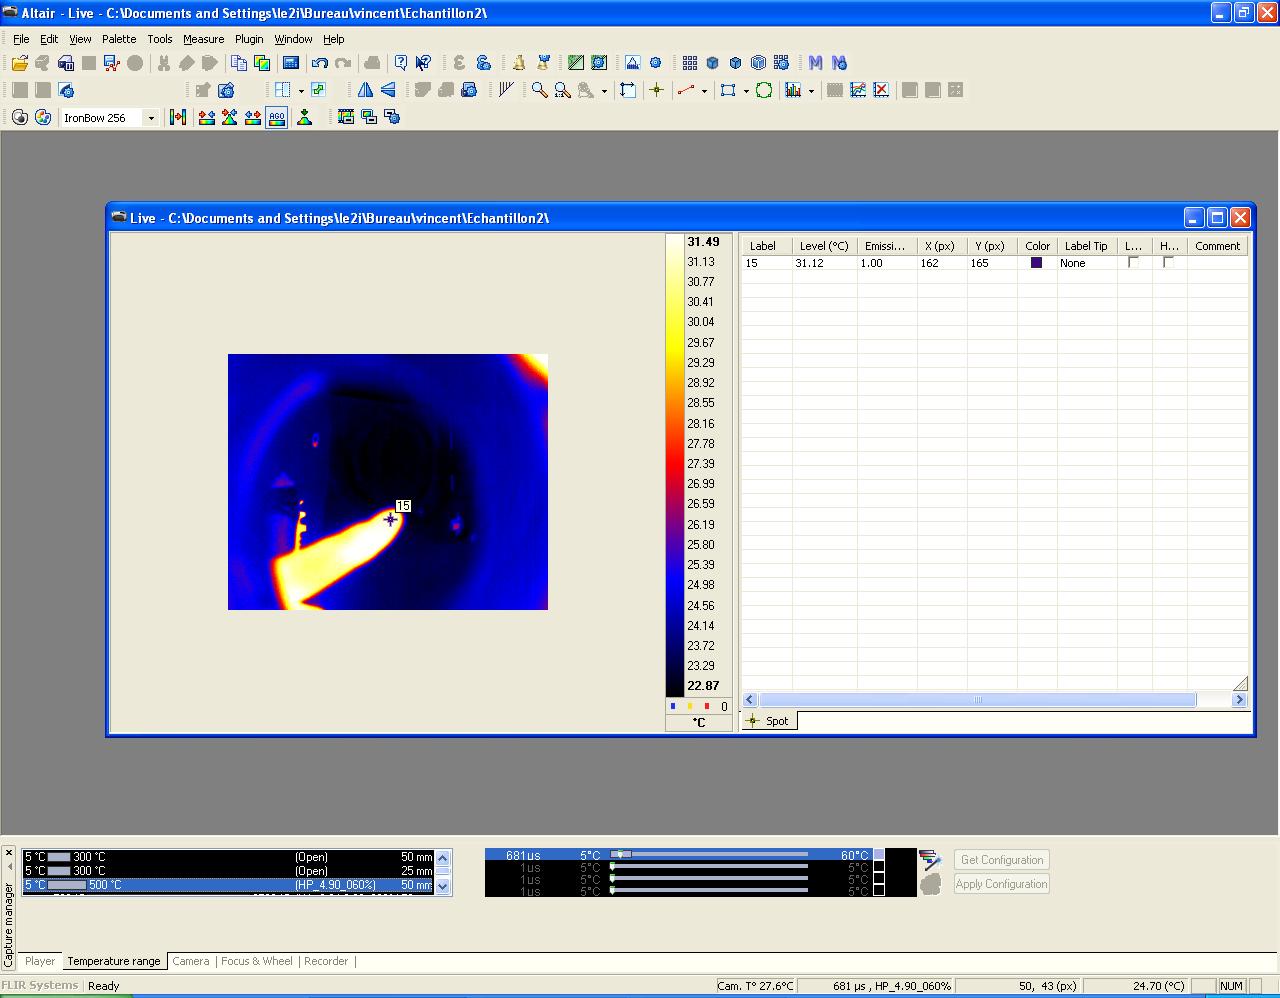 Altair - Live - C:\Documents and Settings\le2i\Bureau\vincent\Echantillon2\
File Edit View Palette Tools Measure Plugin Window Help
IronBow 256
AGO
Live - C:\Documents and Settings\le2i\Bureau\vincent\Echantillon2\
31.49
31.13
30.77
30.41
30.04
29.67
29.29
28.92
28.55
28.16
27.78
27.39
26.99
26.59
26.19
25.80
25.39
24.98
24.56
24.14
23.72
23.29
22.87
0
°C
15
Label Level (°C) Emissi... X (px) Y (px) Color Label Tip L... H... Comment
15 31.12 1.00 162 165 None
Spot
Capture manager
5 °C 300 °C (Open) 50 mm
5 °C 300 °C (Open) 25 mm
5 °C 500 °C (HP_4.90_060%) 50 mm
681us 5°C 60°C
1us 5°C 5°C
1us 5°C 5°C
1us 5°C 5°C
Get Configuration
Apply Configuration
Player Temperature range Camera Focus & Wheel Recorder
FLIR Systems Ready Cam. T° 27.6°C 681 µs , HP_4.90_060% 50, 43 (px) 24.70 (°C) NUM